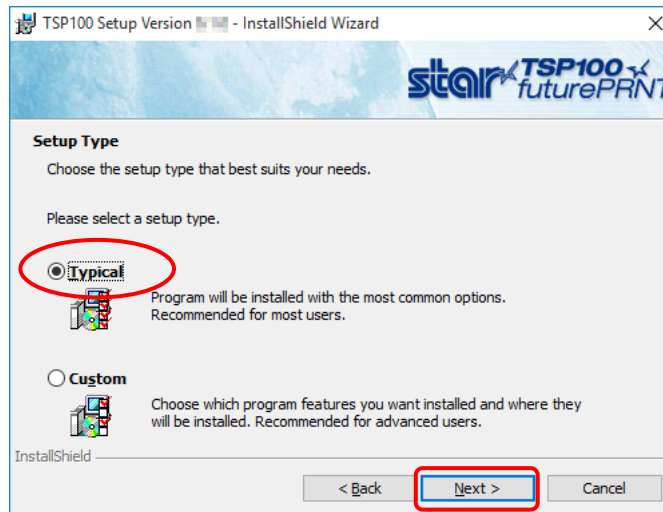 TSP100 Setup Version - InstallShield Wizard
star TSP100
futurePRNT
Setup Type
Choose the setup type that best suits your needs.
Please select a setup type.
Typical
Program will be installed with the most common options.
Recommended for most users.
Custom
Choose which program features you want installed and where they
will be installed. Recommended for advanced users.
InstallShield
< Back
Next >
Cancel